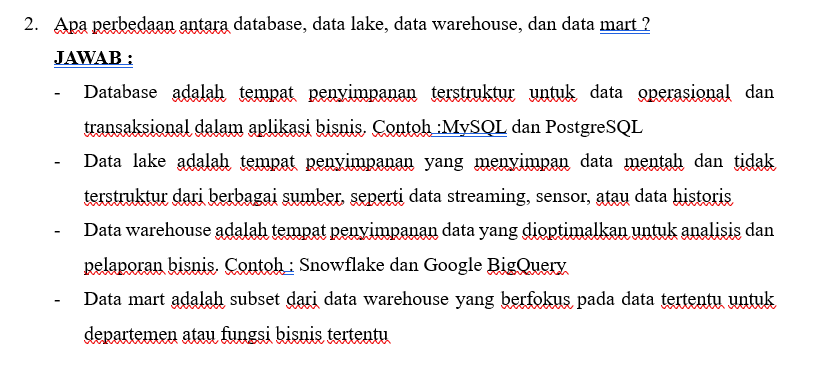 2. Apa perbedaan antara database, data lake, data warehouse, dan data mart ?
JAWAB :
- Database adalah tempat penyimpanan terstruktur untuk data operasional dan
transaksional dalam aplikasi bisnis. Contoh :MySQL dan PostgreSQL
- Data lake adalah tempat penyimpanan yang menyimpan data mentah dan tidak
terstruktur dari berbagai sumber, seperti data streaming, sensor, atau data historis
- Data warehouse adalah tempat penyimpanan data yang dioptimalkan untuk analisis dan
pelaporan bisnis. Contoh : Snowflake dan Google BigQuery
- Data mart adalah subset dari data warehouse yang berfokus pada data tertentu untuk
departemen atau fungsi bisnis tertentu